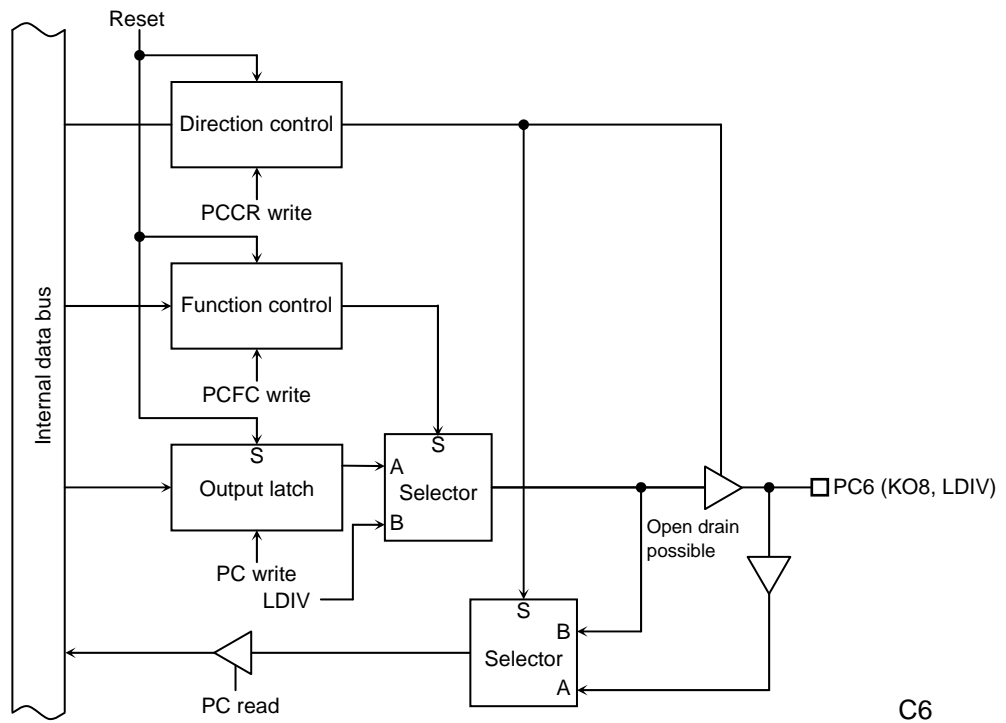 Reset
Direction control
PCCR write
Internal data bus
Function control
PCFC write
S
Output latch
PC write
LDIV
S
A
Selector
B
Open drain
possible
PC6 (KO8, LDIV)
S
B
Selector
A
PC read
C6